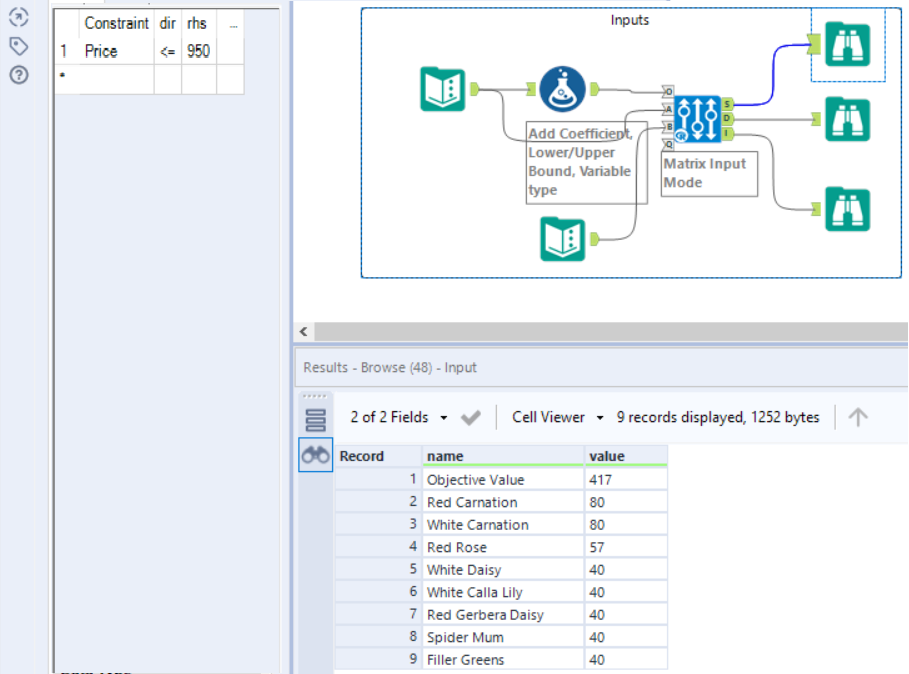 Constraint dir rhs ...
1 Price <= 950
*
Inputs
Add Coefficient,
Lower/Upper
Bound, Variable
type
O
A
B
Q
R
S
D
I
Matrix Input
Mode
Results - Browse (48) - Input
2 of 2 Fields Cell Viewer 9 records displayed, 1252 bytes
Record name value
1 Objective Value 417
2 Red Carnation 80
3 White Carnation 80
4 Red Rose 57
5 White Daisy 40
6 White Calla Lily 40
7 Red Gerbera Daisy 40
8 Spider Mum 40
9 Filler Greens 40